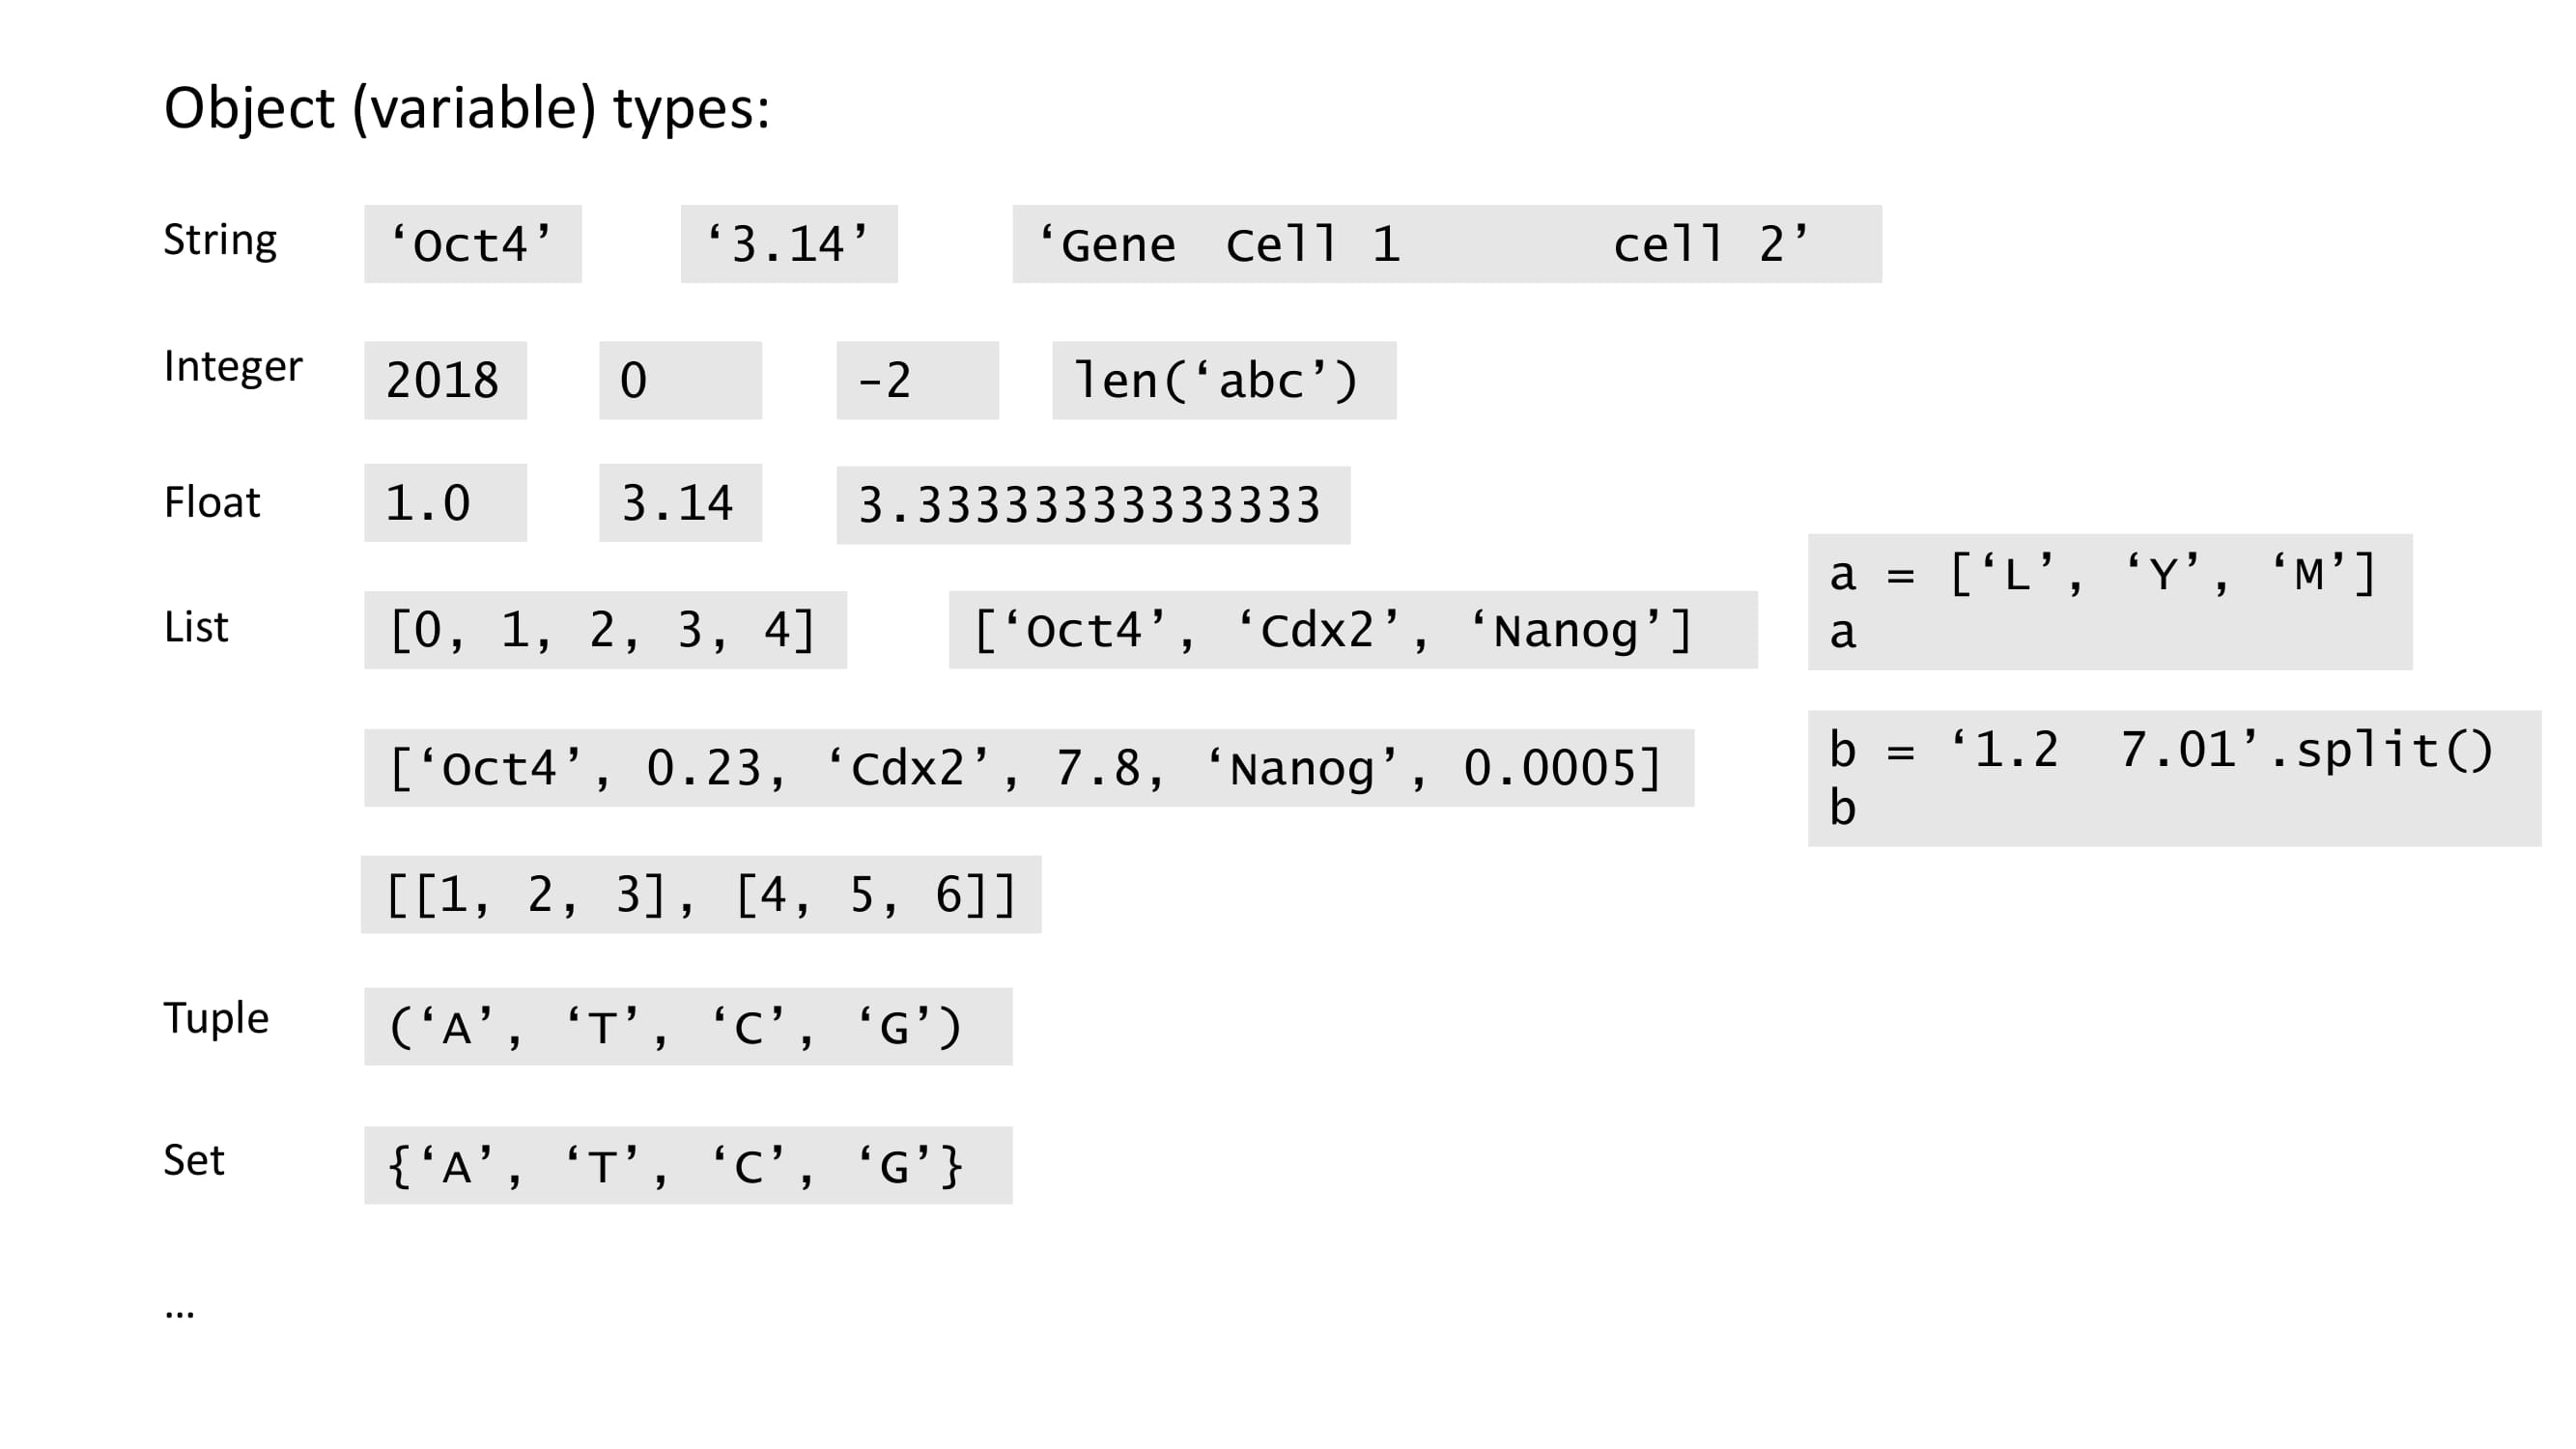 Object (variable) types:
String ‘Oct4’ ‘3.14’ ‘Gene Cell 1 cell 2’
Integer 2018 0 -2 len(‘abc’)
Float 1.0 3.14 3.33333333333333
List [0, 1, 2, 3, 4] [‘Oct4’, ‘Cdx2’, ‘Nanog’]
a = [‘L’, ‘Y’, ‘M’]
a
[‘Oct4’, 0.23, ‘Cdx2’, 7.8, ‘Nanog’, 0.0005]
b = ‘1.2 7.01’.split()
b
[[1, 2, 3], [4, 5, 6]]
Tuple (‘A’, ‘T’, ‘C’, ‘G’)
Set {‘A’, ‘T’, ‘C’, ‘G’}
…